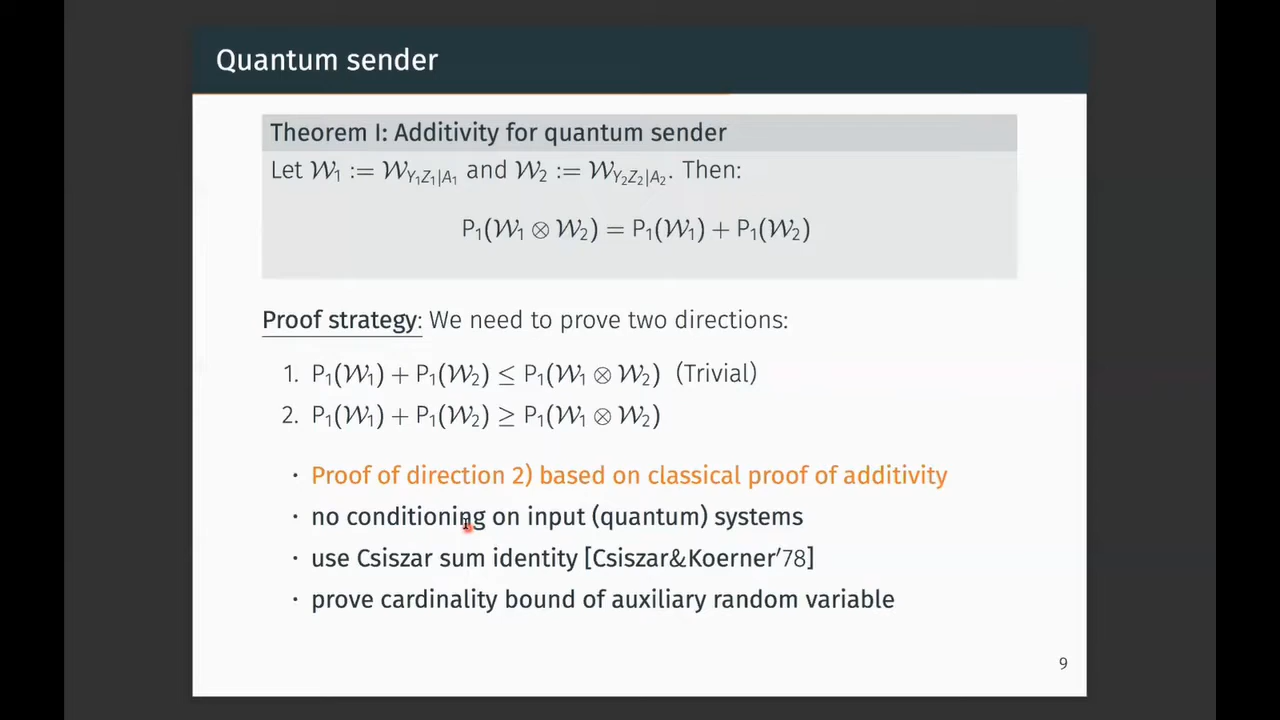 Quantum sender
Theorem I: Additivity for quantum sender
Let 𝒲₁ := 𝒲_{Y₁Z₁|A₁} and 𝒲₂ := 𝒲_{Y₂Z₂|A₂}. Then:
P₁(𝒲₁ ⊗ 𝒲₂) = P₁(𝒲₁) + P₁(𝒲₂)
Proof strategy: We need to prove two directions:
1. P₁(𝒲₁) + P₁(𝒲₂) ≤ P₁(𝒲₁ ⊗ 𝒲₂) (Trivial)
2. P₁(𝒲₁) + P₁(𝒲₂) ≥ P₁(𝒲₁ ⊗ 𝒲₂)
· Proof of direction 2) based on classical proof of additivity
· no conditioning on input (quantum) systems
· use Csiszar sum identity [Csiszar&Koerner′78]
· prove cardinality bound of auxiliary random variable
9